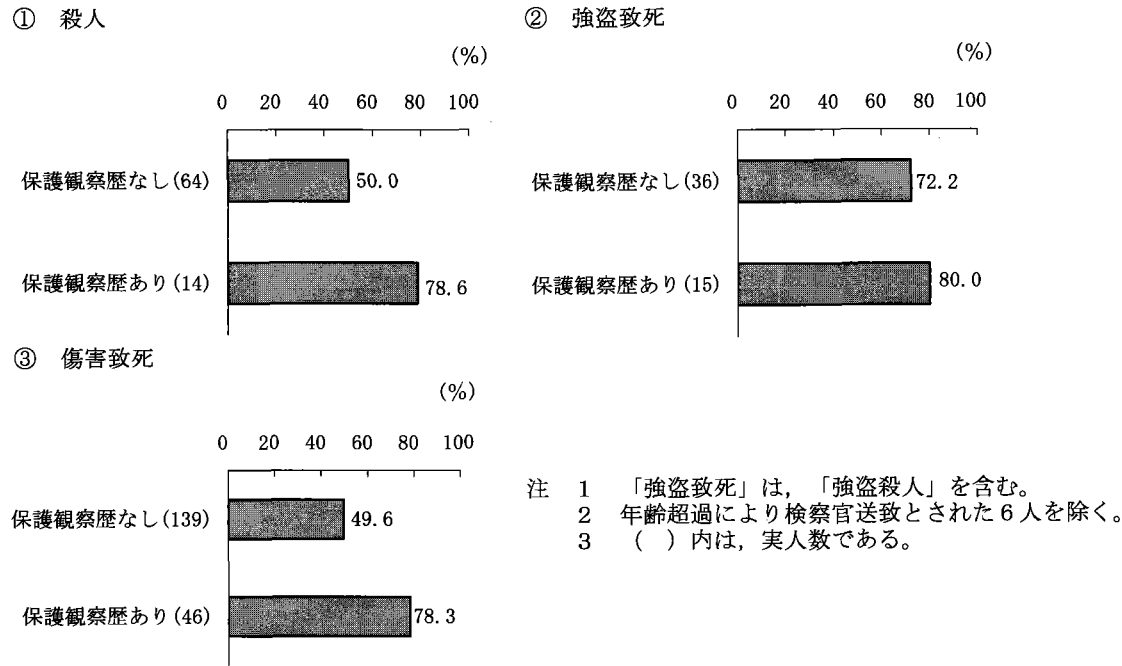 ① 殺人
(%)
0 20 40 60 80 100
保護観察歴なし(64) 50.0
保護観察歴あり(14) 78.6
② 強盗致死
(%)
0 20 40 60 80 100
保護観察歴なし(36) 72.2
保護観察歴あり(15) 80.0
③ 傷害致死
(%)
0 20 40 60 80 100
保護観察歴なし(139) 49.6
保護観察歴あり(46) 78.3
注 1 「強盗致死」は，「強盗殺人」を含む。
2 年齢超過により検察官送致とされた6人を除く。
3 ( )内は，実人数である。